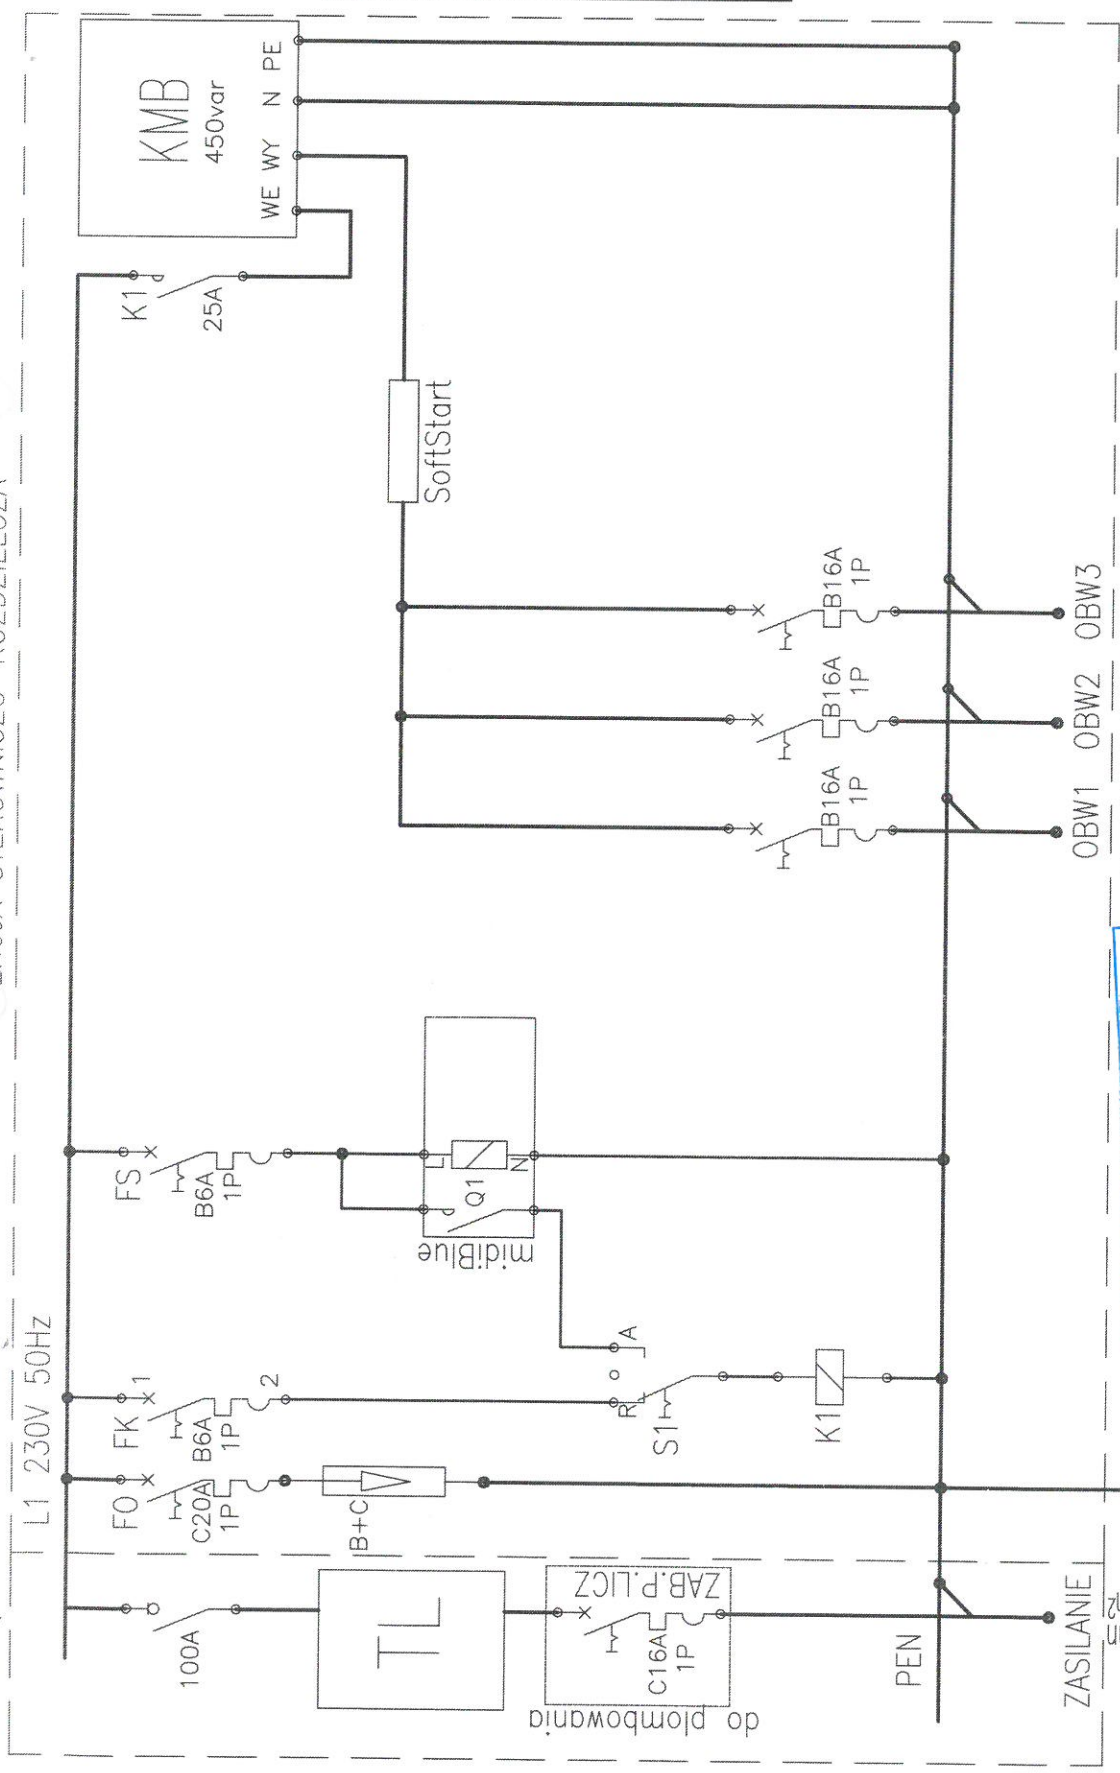 L1 230V 50Hz
100A
TL
ZAB.P.LICZ
C16A
1P
do plombowania
PEN
ZASILANIE
FO
C20A
1P
B+C
FK
1
B6A
1P
2
R
A
S1
K1
FS
B6A
1P
L
Q1
N
midiBlue
B16A
1P
OBW1
B16A
1P
OBW2
B16A
1P
OBW3
SoftStart
K1
25A
KMB
450var
WE WY N PE